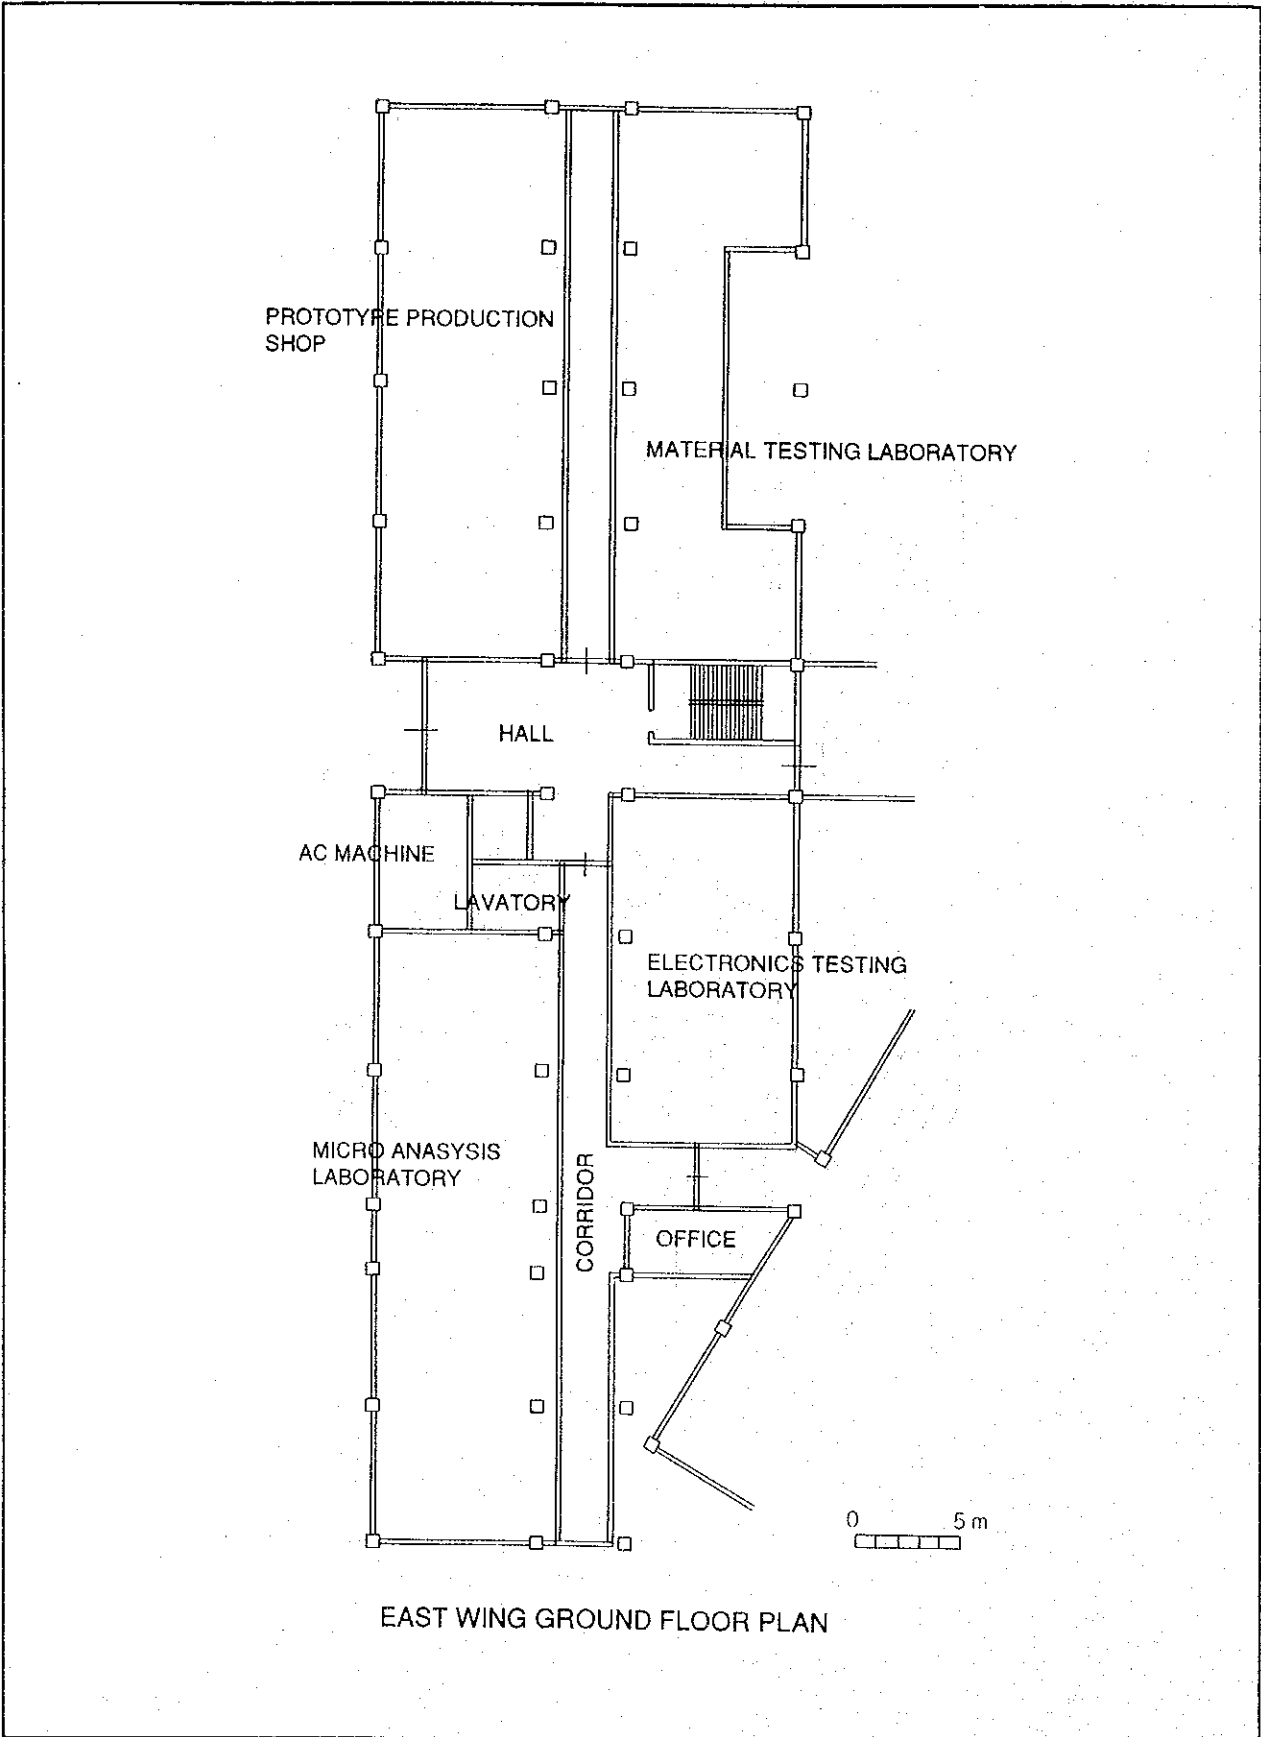 PROTOTYPE PRODUCTION
SHOP
MATERIAL TESTING LABORATORY
HALL
AC MACHINE
LAVATORY
ELECTRONICS TESTING
LABORATORY
MICRO ANASYSIS
LABORATORY
CORRIDOR
OFFICE
0 5 m
EAST WING GROUND FLOOR PLAN